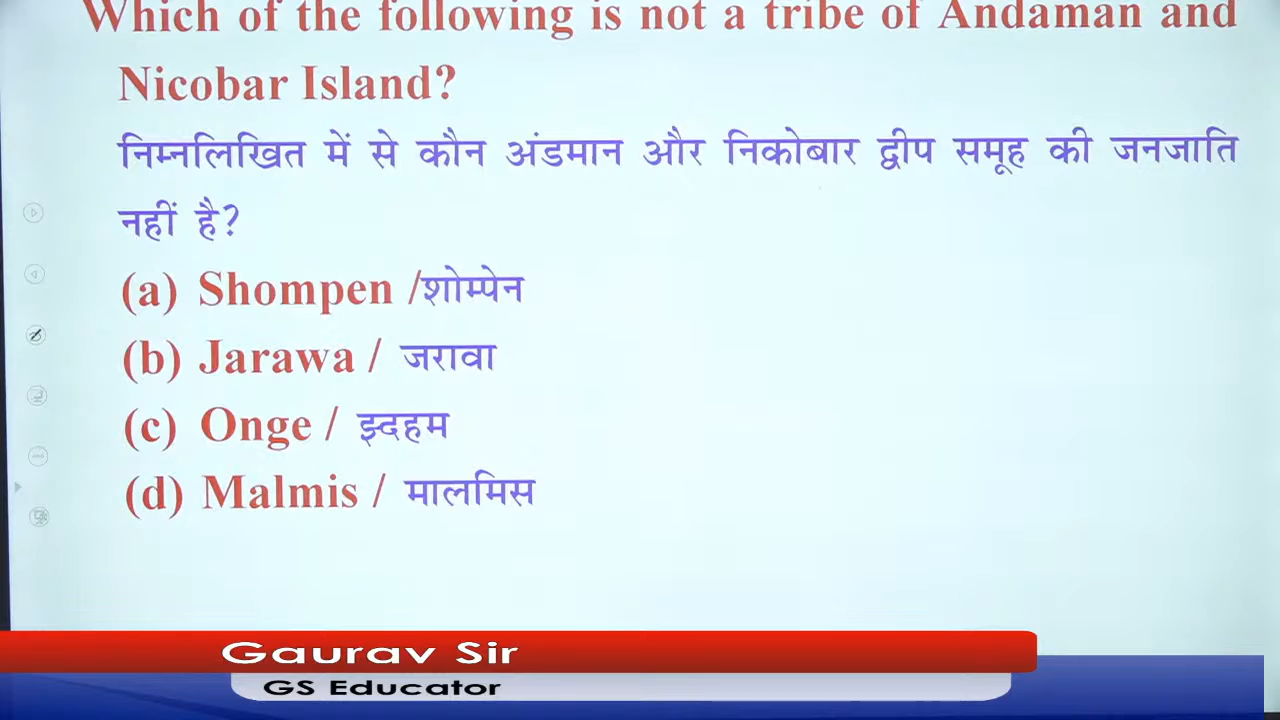 Which of the following is not a tribe of Andaman and
Nicobar Island?
निम्नलिखित में से कौन अंडमान और निकोबार द्वीप समूह की जनजाति
नहीं है?
(a) Shompen /शोम्पेन
(b) Jarawa / जरावा
(c) Onge / झ्दहम
(d) Malmis / मालमिस
Gaurav Sir
GS Educator